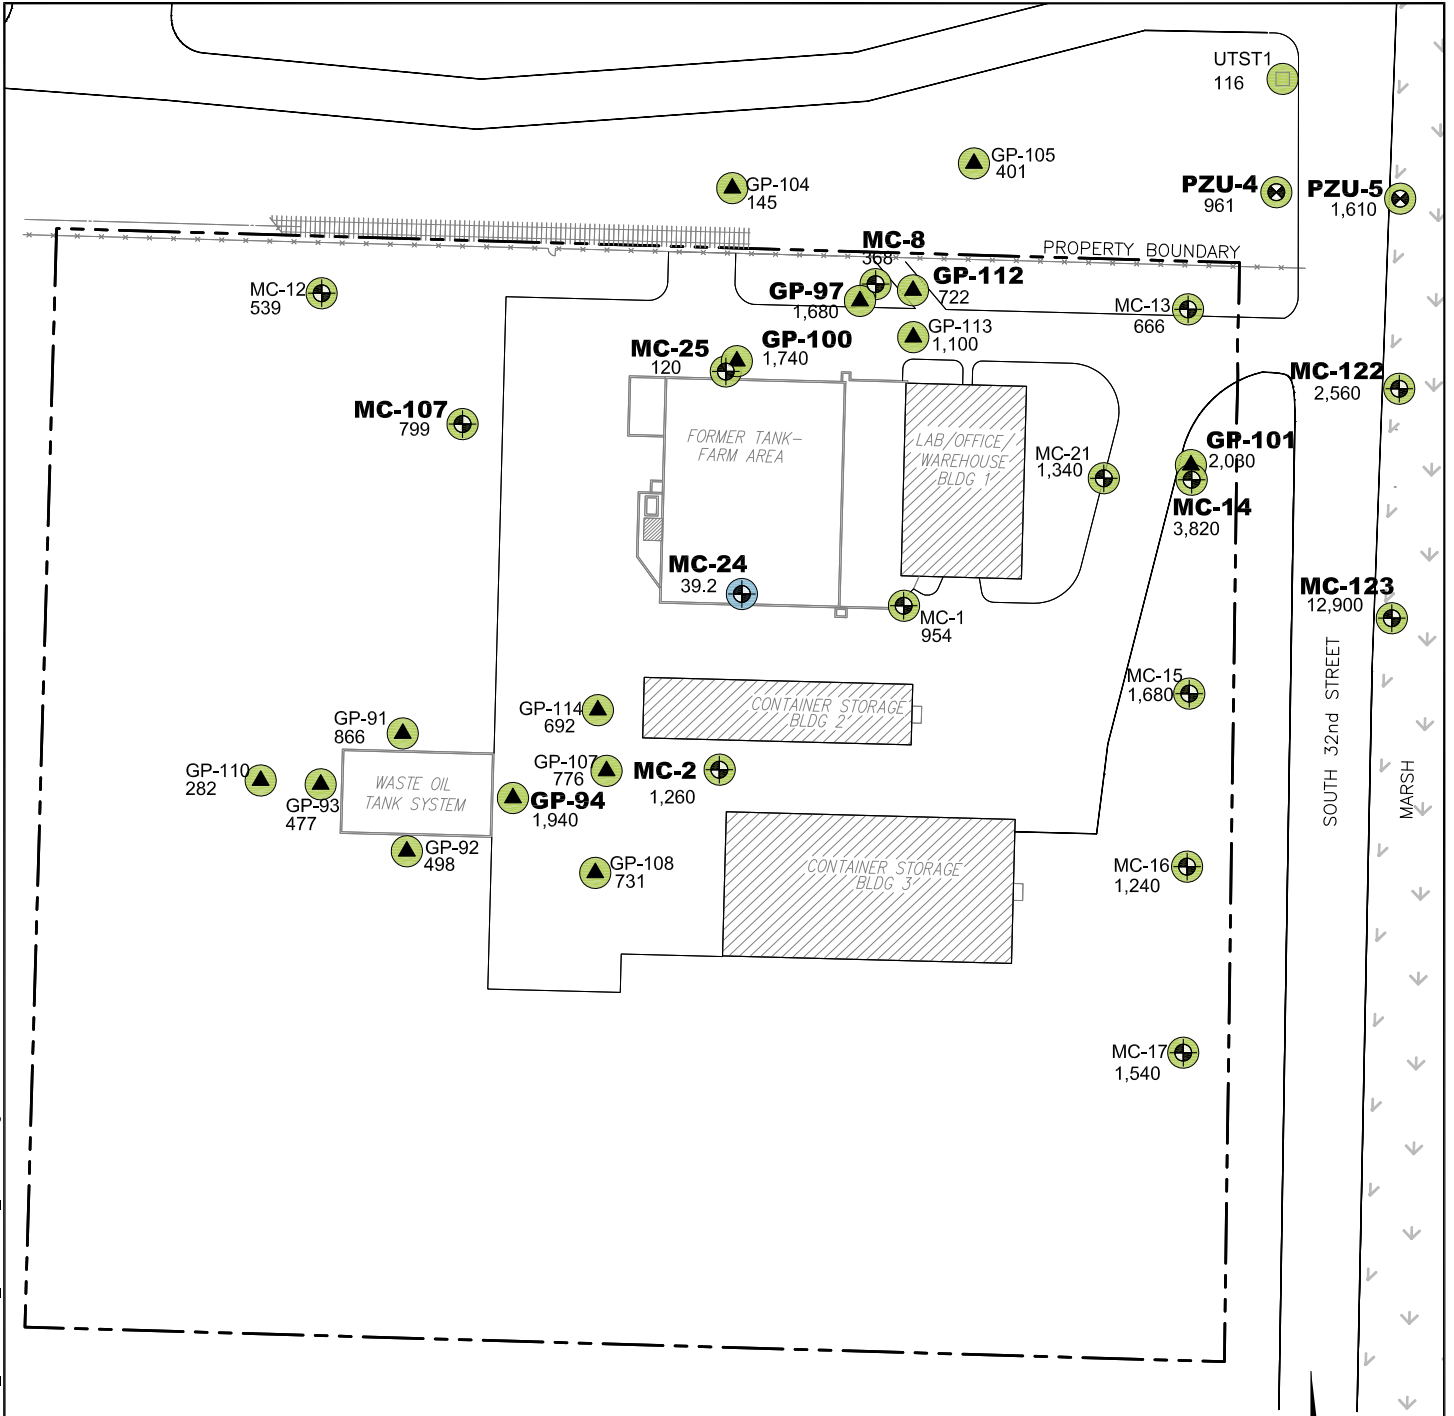 UTST1
116
GP-105
401
GP-104
145
PZU-4
961
PZU-5
1,610
MC-8
368
PROPERTY BOUNDARY
MC-12
539
GP-97
1,680
GP-112
722
MC-13
666
GP-113
1,100
MC-25
120
GP-100
1,740
MC-122
2,560
MC-107
799
FORMER TANK-
FARM AREA
LAB/OFFICE/
WAREHOUSE
BLDG 1
MC-21
1,340
GP-101
2,030
MC-14
3,820
MC-24
39.2
MC-1
954
MC-123
12,900
MC-15
1,680
SOUTH 32nd STREET
MARSH
GP-114
692
CONTAINER STORAGE
BLDG 2
GP-91
866
GP-110
282
GP-93
477
WASTE OIL
TANK SYSTEM
GP-107
776
MC-2
1,260
GP-94
1,940
GP-92
498
GP-108
731
CONTAINER STORAGE
BLDG 3
MC-16
1,240
MC-17
1,540